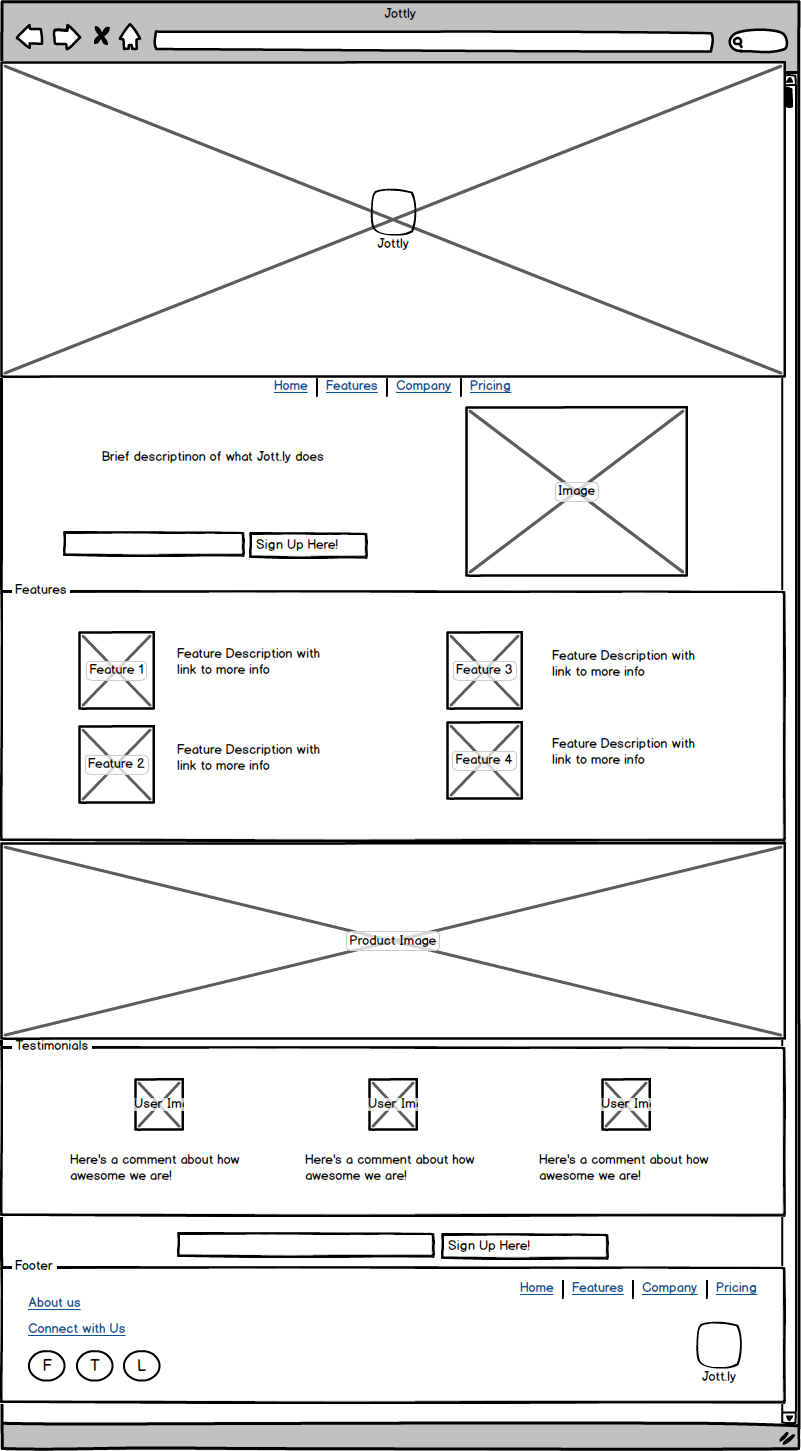 Jottly
Jottly
Home Features Company Pricing
Brief descriptinon of what Jott.ly does
Image
Sign Up Here!
Features
Feature 1
Feature Description with
link to more info
Feature 3
Feature Description with
link to more info
Feature 2
Feature Description with
link to more info
Feature 4
Feature Description with
link to more info
Product Image
Testimonials
User Im
User Im
User Im
Here's a comment about how
awesome we are!
Here's a comment about how
awesome we are!
Here's a comment about how
awesome we are!
Sign Up Here!
Footer
Home Features Company Pricing
About us
Connect with Us
F T L
Jott.ly